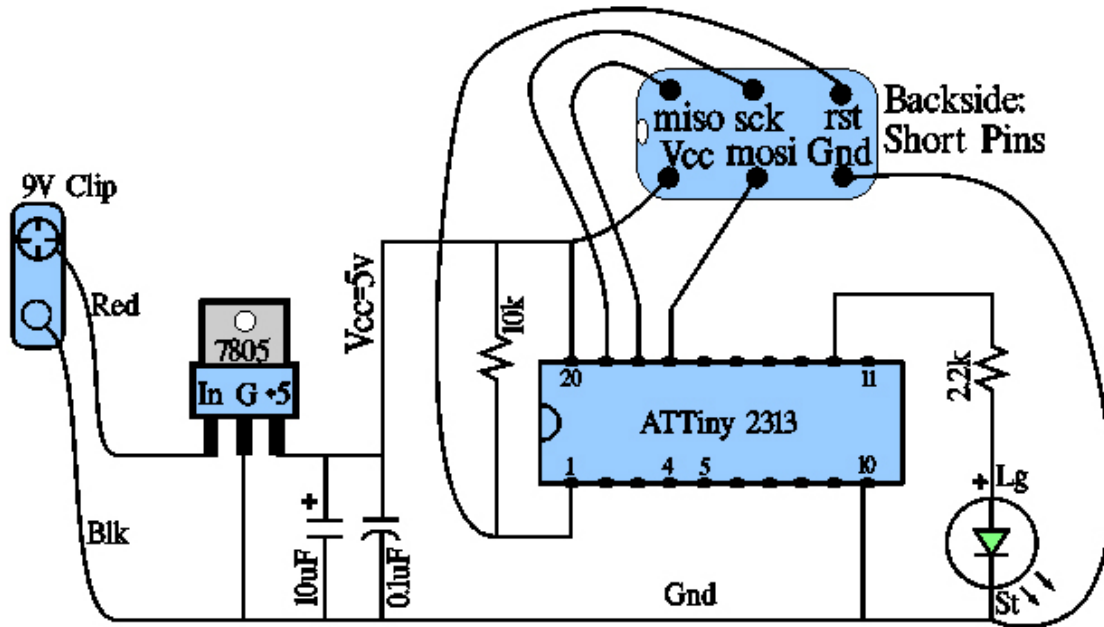 Backside:
Short Pins
miso sck rst
Vcc mosi Gnd
9V Clip
Red
Vcc=5v
10k
7805
In G +5
20 11
ATTiny 2313
1 4 5 10
2.2k
+ Lg
Blk
+
10uF
0.1uF
Gnd
St